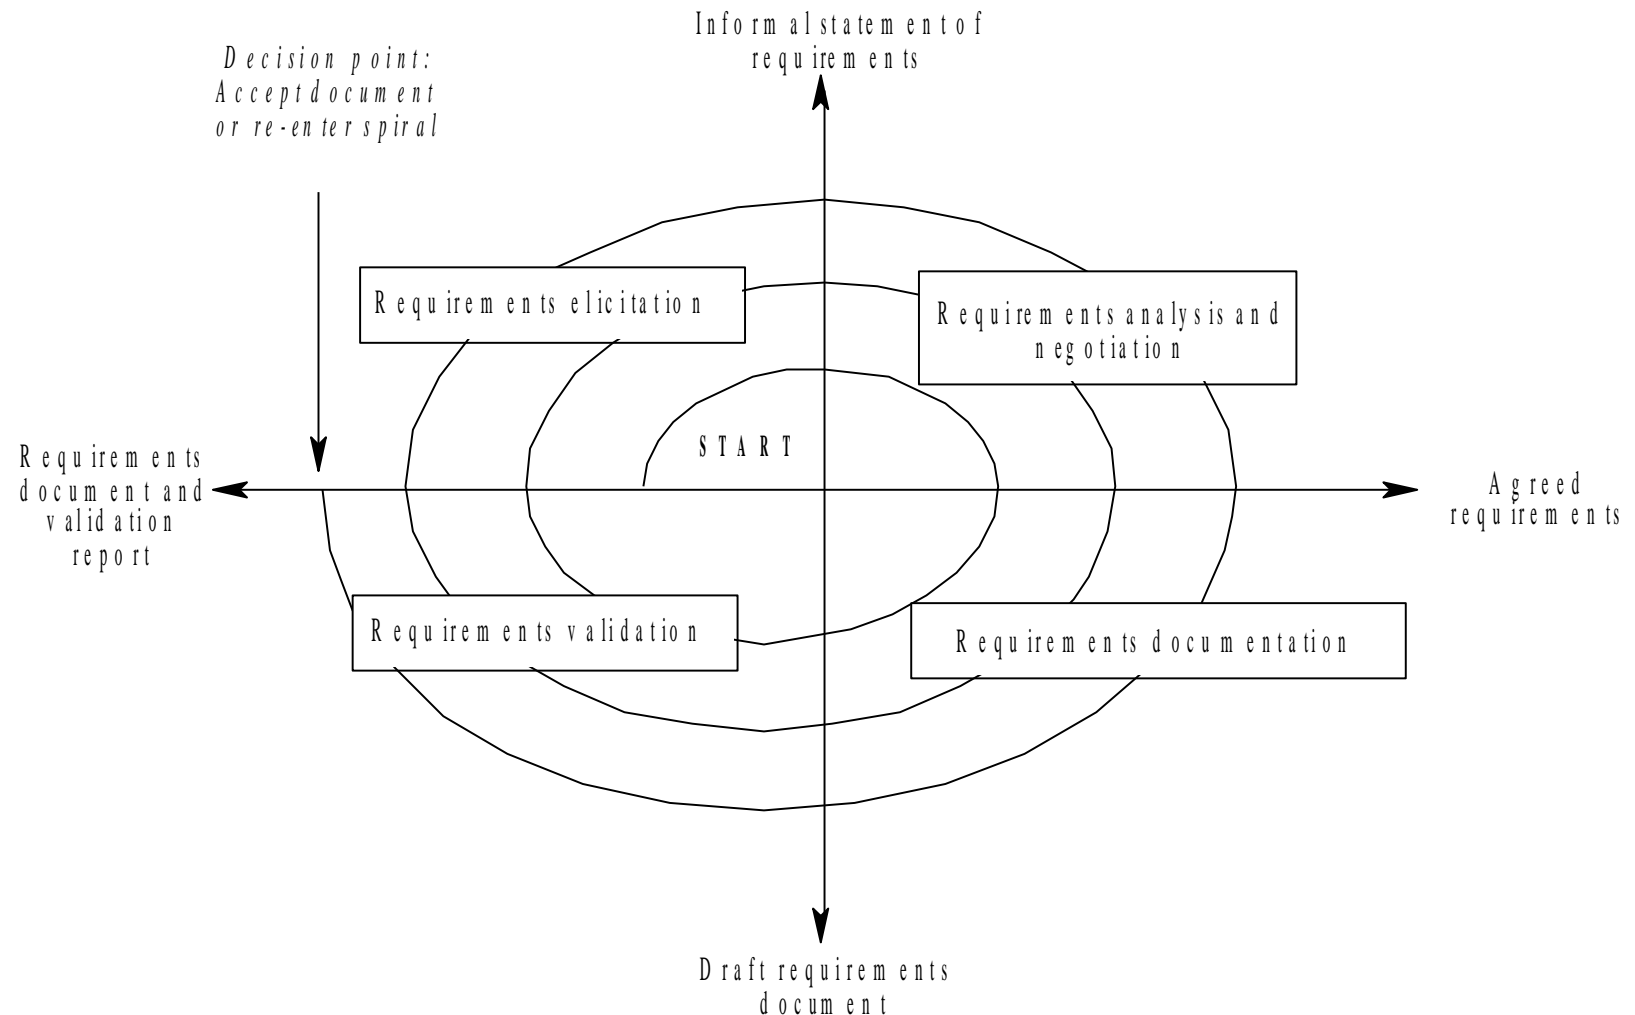 Informal statement of
requirements
Decision point:
Accept document
or re-enter spiral
Requirements elicitation
Requirements analysis and
negotiation
START
Requirements
document and
validation
report
Agreed
requirements
Requirements validation
Requirements documentation
Draft requirements
document